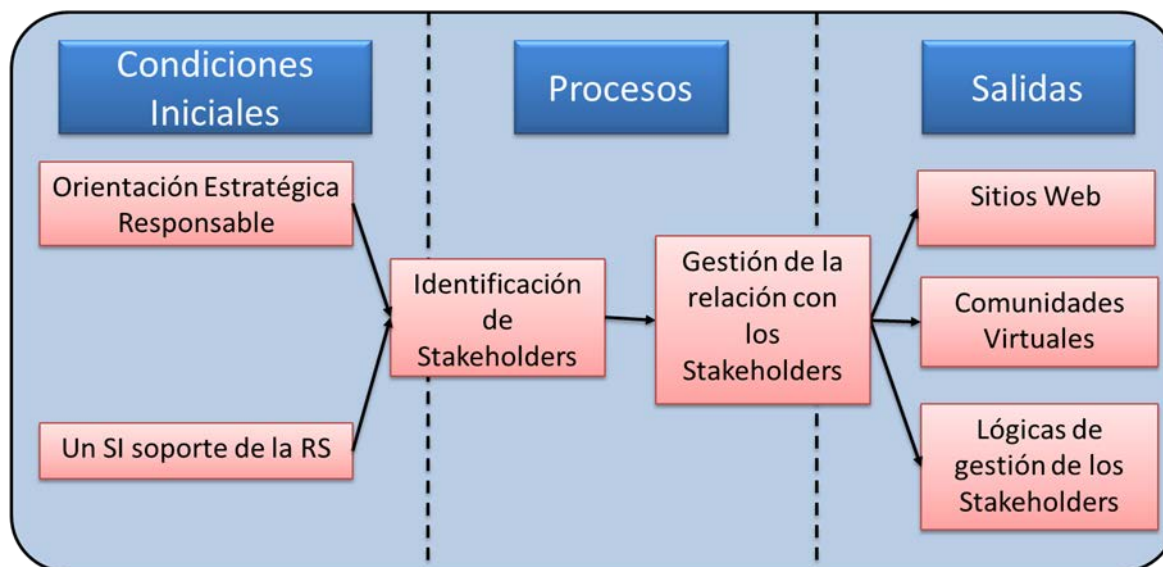 Condiciones
Iniciales
Procesos
Salidas
Orientación Estratégica
Responsable
Un SI soporte de la RS
Identificación
de
Stakeholders
Gestión de la
relación con
los
Stakeholders
Sitios Web
Comunidades
Virtuales
Lógicas de
gestión de los
Stakeholders